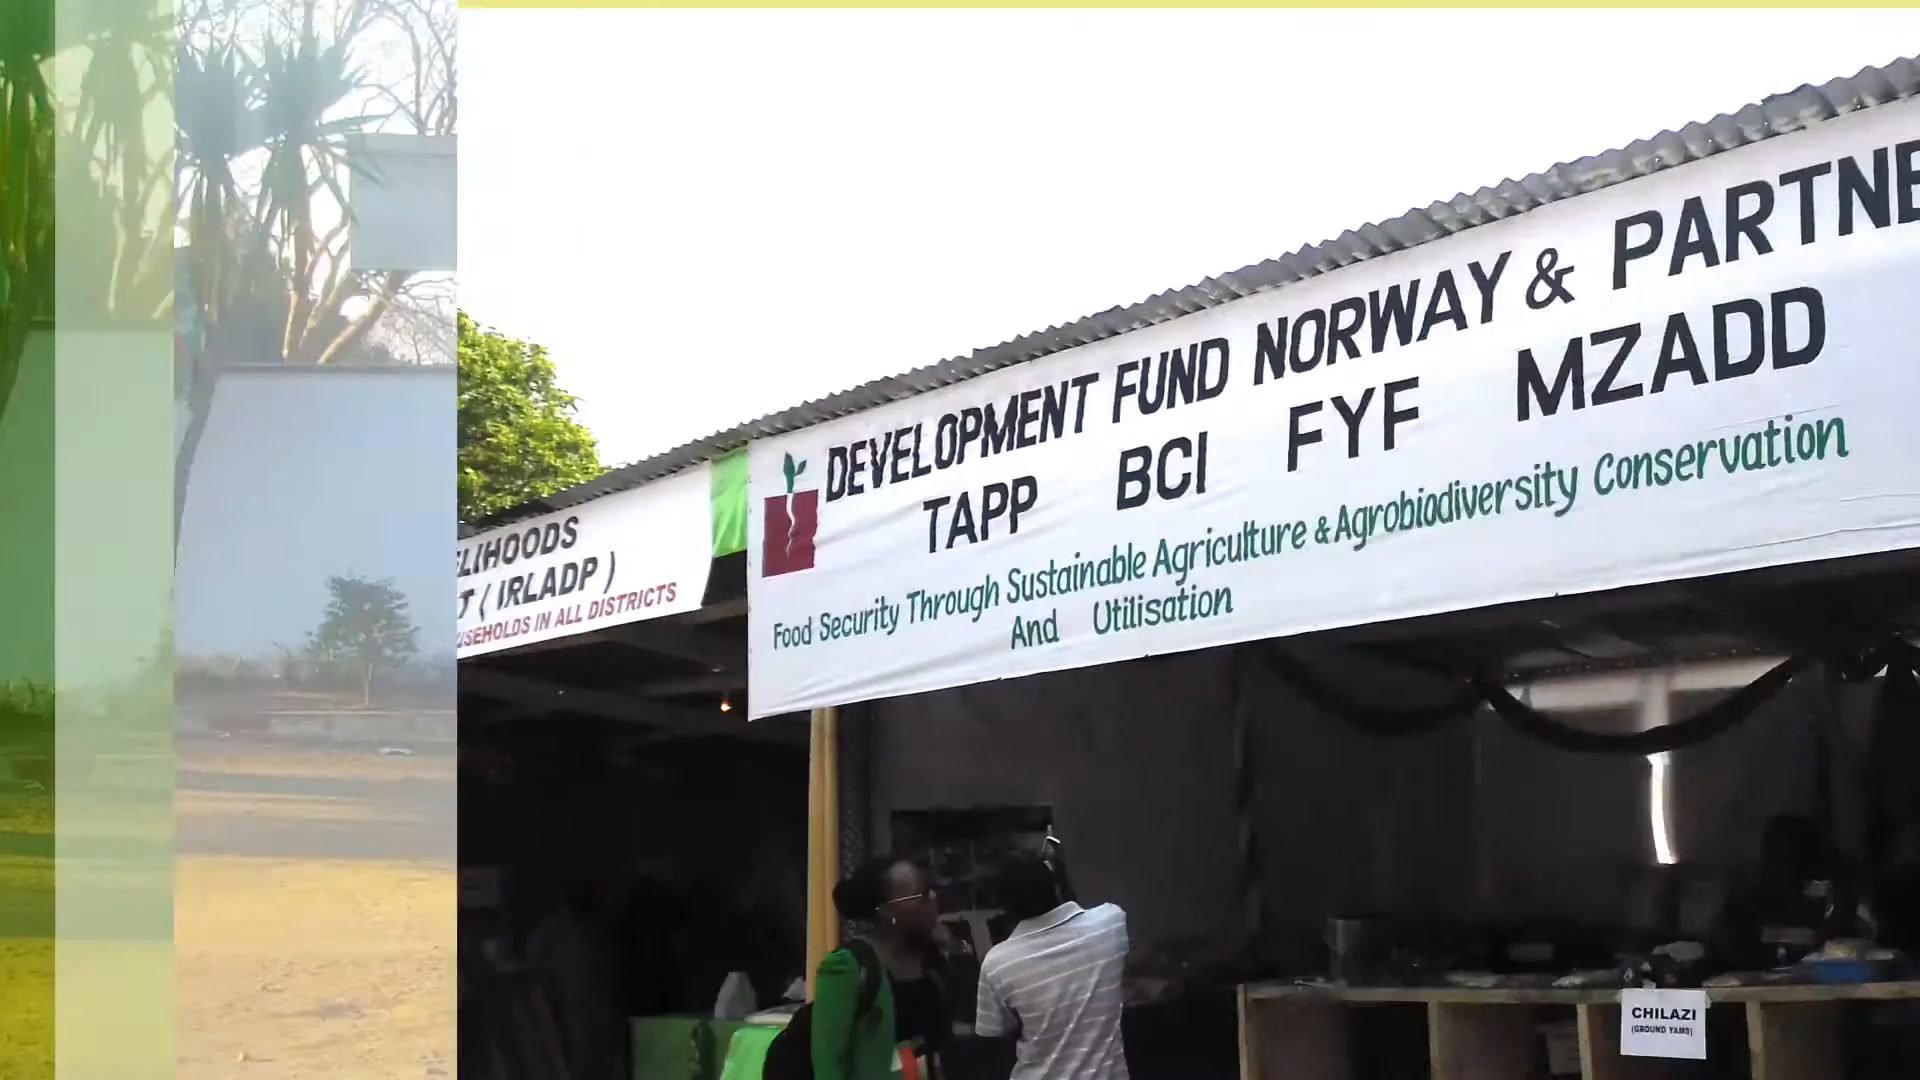 ELIHOODS
T ( IRLADP )
USEHOLDS IN ALL DISTRICTS
DEVELOPMENT FUND NORWAY & PARTNE
TAPP BCI FYF MZADD
Food Security Through Sustainable Agriculture & Agrobiodiversity Conservation
And Utilisation
CHILAZI
(GROUND YAMS)